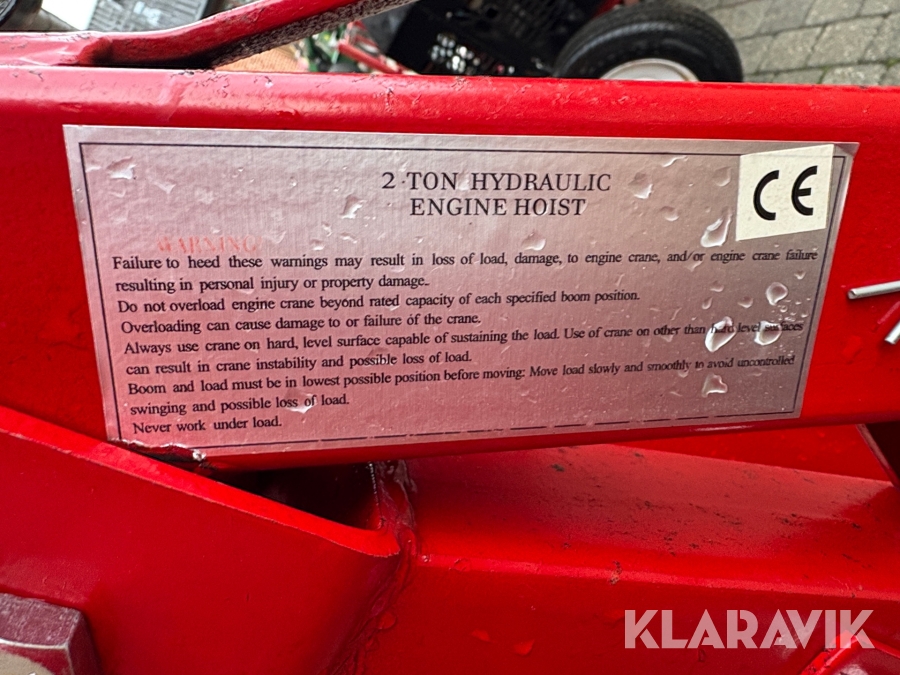 2 TON HYDRAULIC
ENGINE HOIST
CE
WARNING
Failure to heed these warnings may result in loss of load, damage, to engine crane, and/or engine crane failure
resulting in personal injury or property damage.
Do not overload engine crane beyond rated capacity of each specified boom position.
Overloading can cause damage to or failure of the crane.
Always use crane on hard, level surface capable of sustaining the load. Use of crane on other than hard level surfaces
can result in crane instability and possible loss of load.
Boom and load must be in lowest possible position before moving: Move load slowly and smoothly to avoid uncontrolled
swinging and possible loss of load.
Never work under load.
KLARAVIK